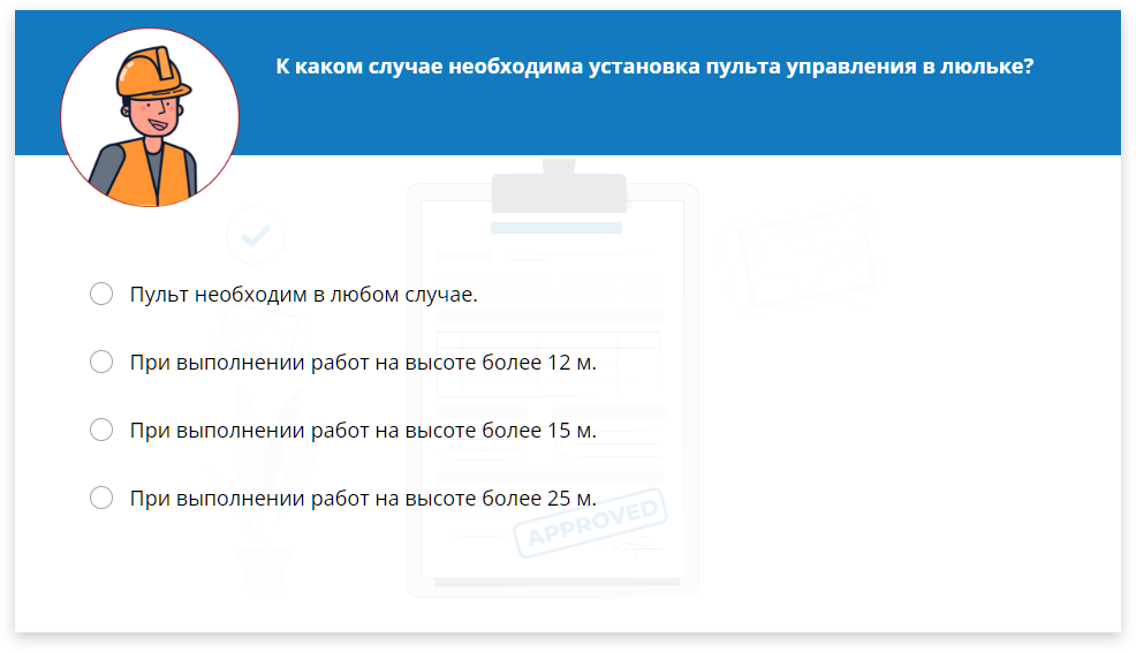 К каком случае необходима установка пульта управления в люльке?
Пульт необходим в любом случае.
При выполнении работ на высоте более 12 м.
При выполнении работ на высоте более 15 м.
При выполнении работ на высоте более 25 м.
APPROVED